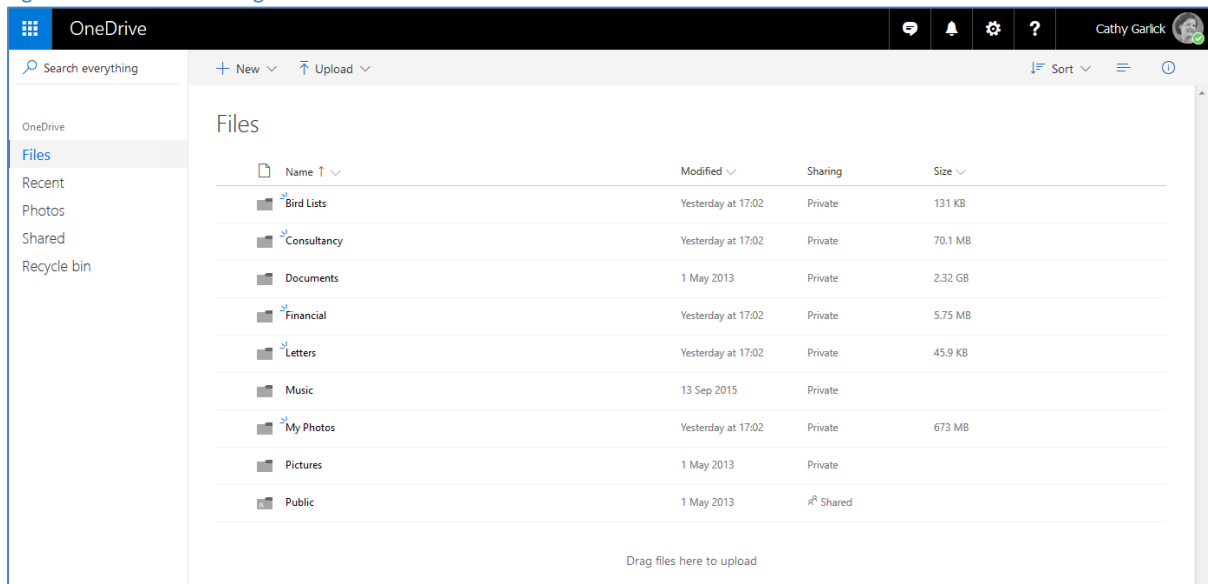 OneDrive
?
Cathy Garlick
Search everything
+ New
Upload
Sort
OneDrive
Files
Recent
Photos
Shared
Recycle bin
Files
Name ↑ Modified Sharing Size
Bird Lists Yesterday at 17:02 Private 131 KB
Consultancy Yesterday at 17:02 Private 70.1 MB
Documents 1 May 2013 Private 2.32 GB
Financial Yesterday at 17:02 Private 5.75 MB
Letters Yesterday at 17:02 Private 45.9 KB
Music 13 Sep 2015 Private
My Photos Yesterday at 17:02 Private 673 MB
Pictures 1 May 2013 Private
Public 1 May 2013 Shared
Drag files here to upload